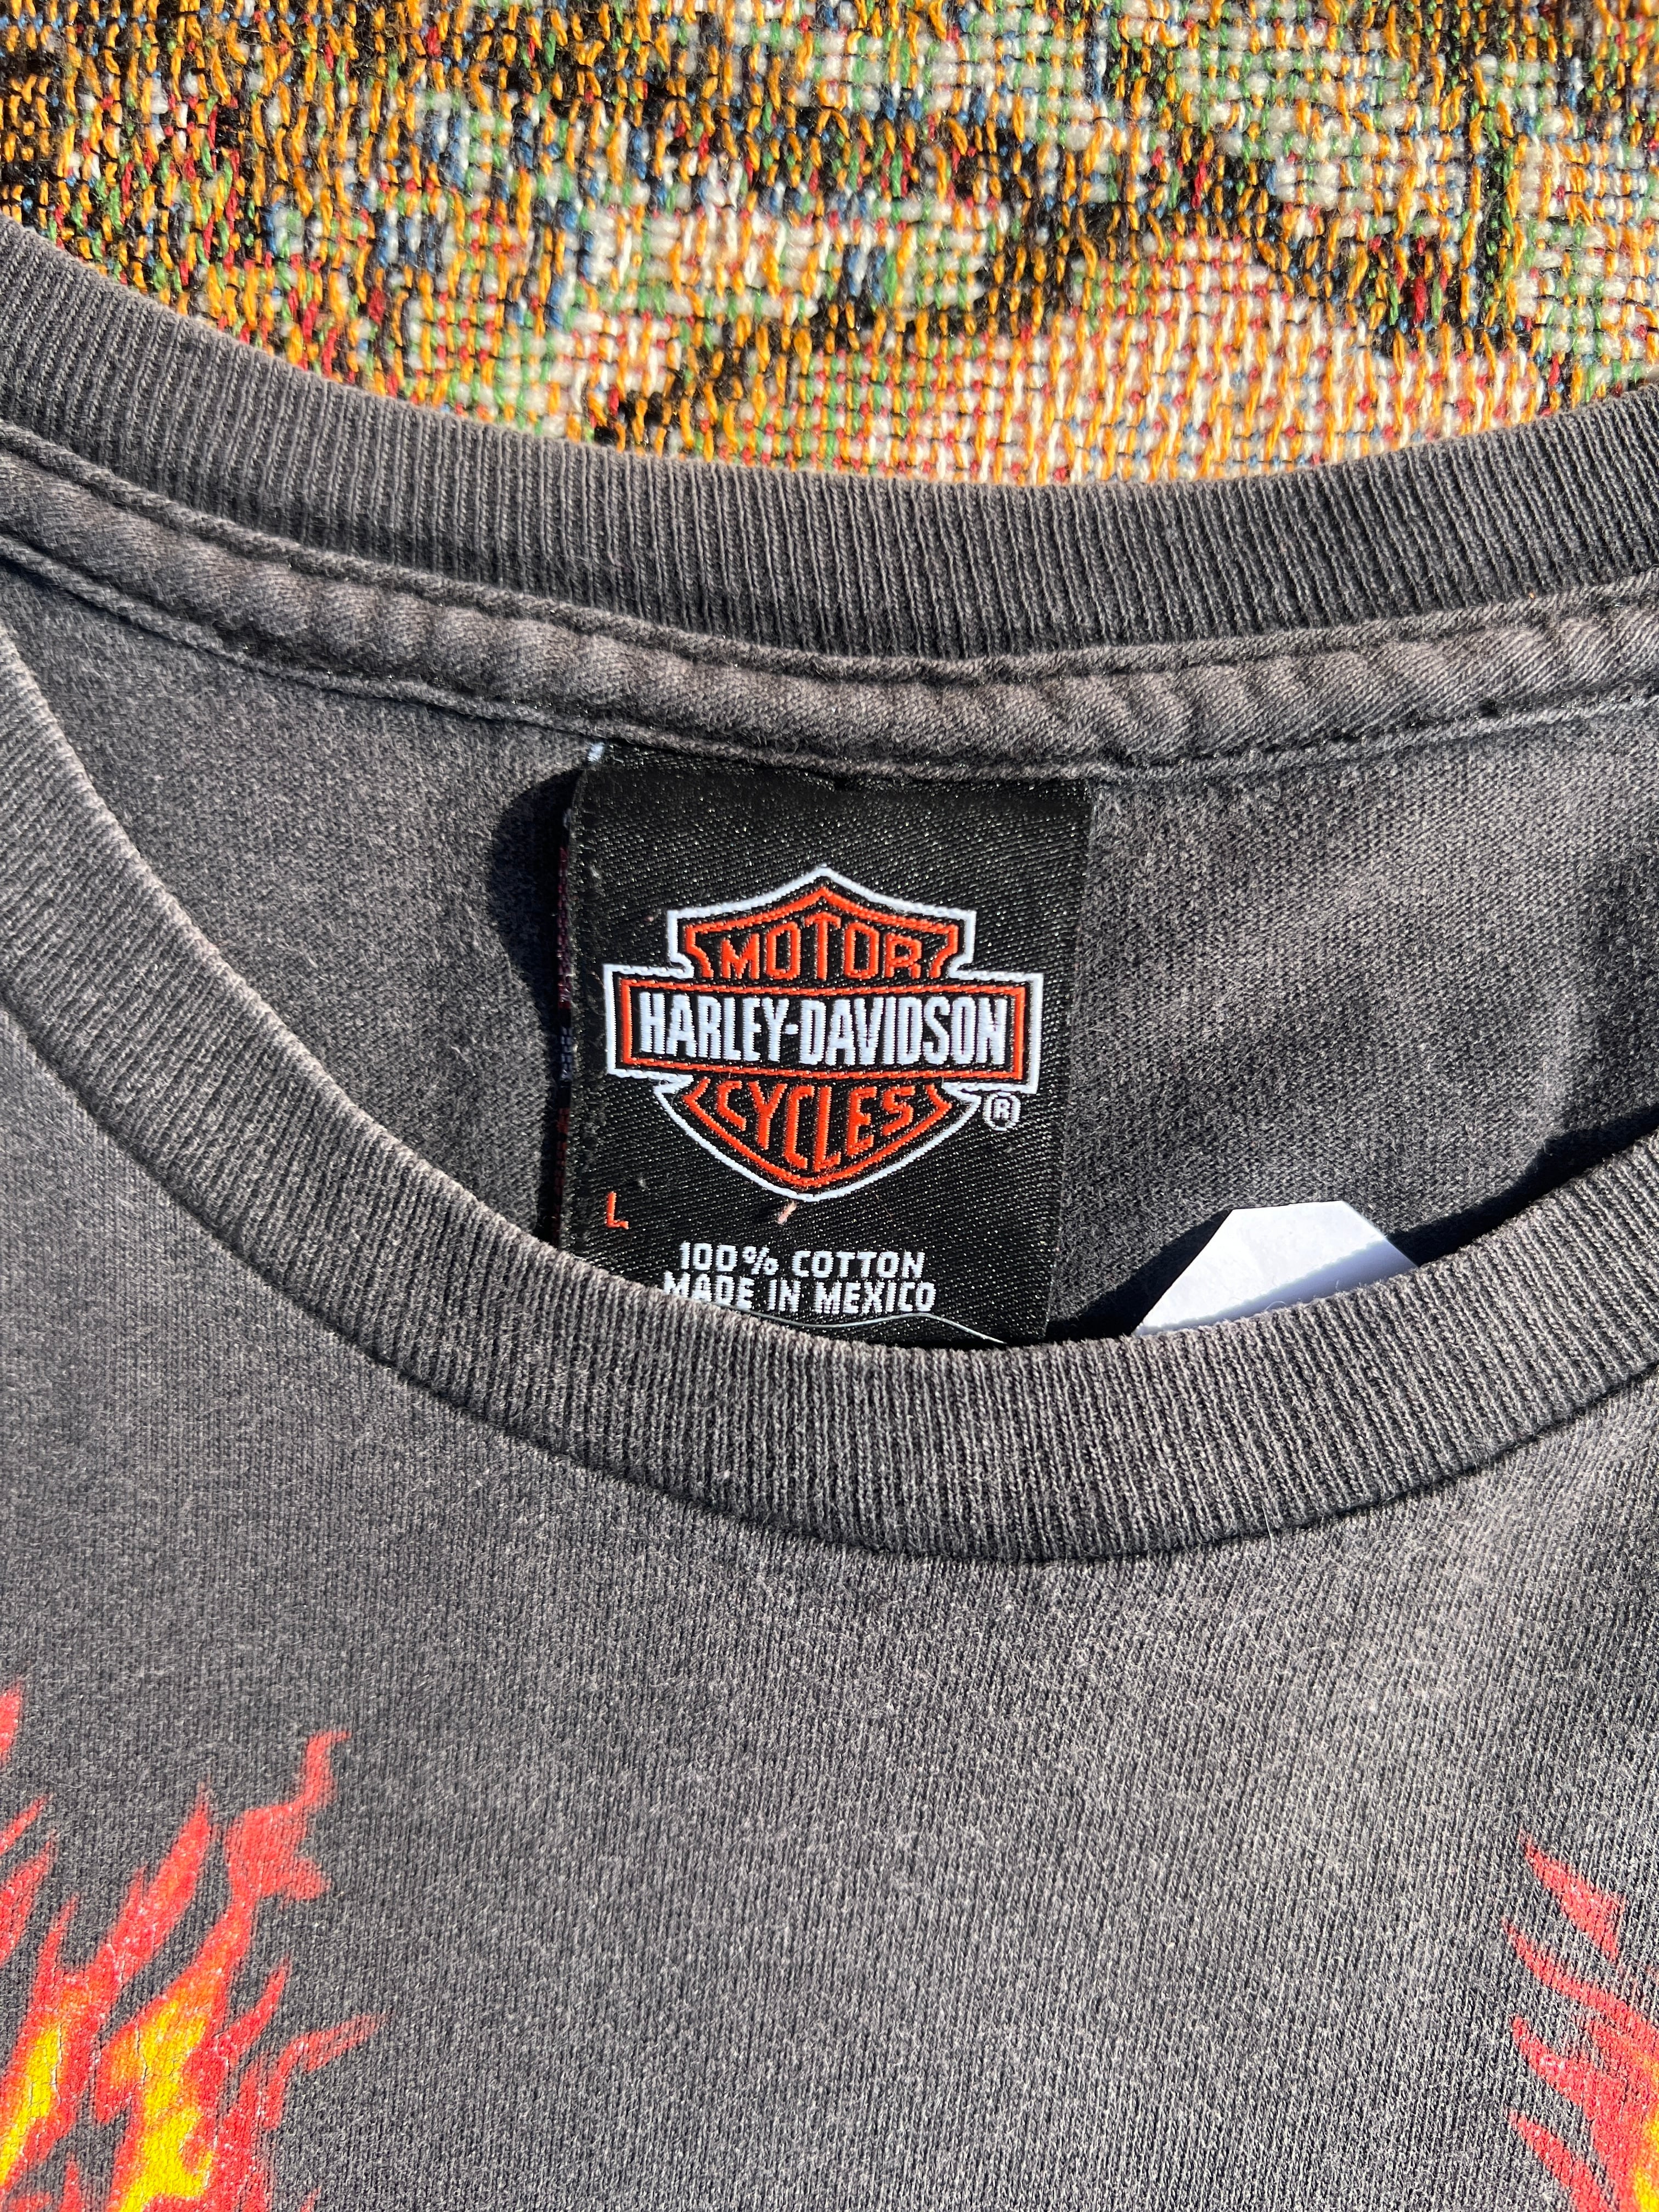 MOTOR
HARLEY-DAVIDSON
CYCLES
®
L
100% COTTON
MADE IN MEXICO